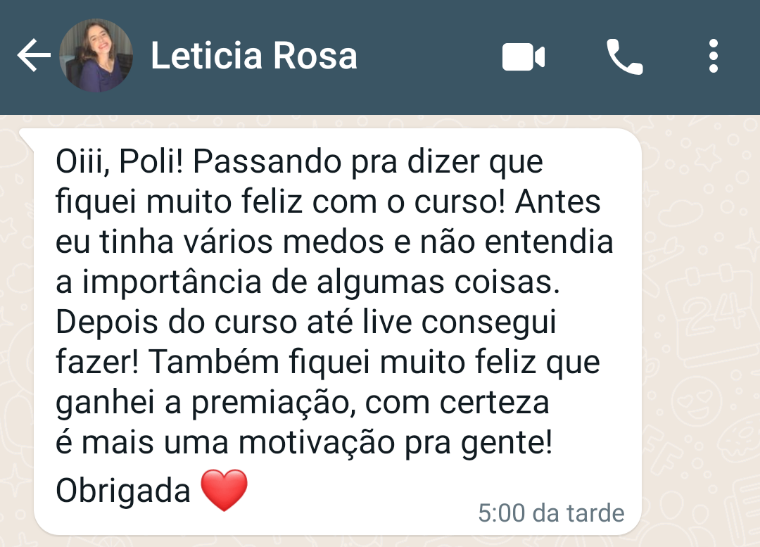 Leticia Rosa
Oiii, Poli! Passando pra dizer que
fiquei muito feliz com o curso! Antes
eu tinha vários medos e não entendia
a importância de algumas coisas.
Depois do curso até live consegui
fazer! Também fiquei muito feliz que
ganhei a premiação, com certeza
é mais uma motivação pra gente!
Obrigada ❤️
5:00 da tarde